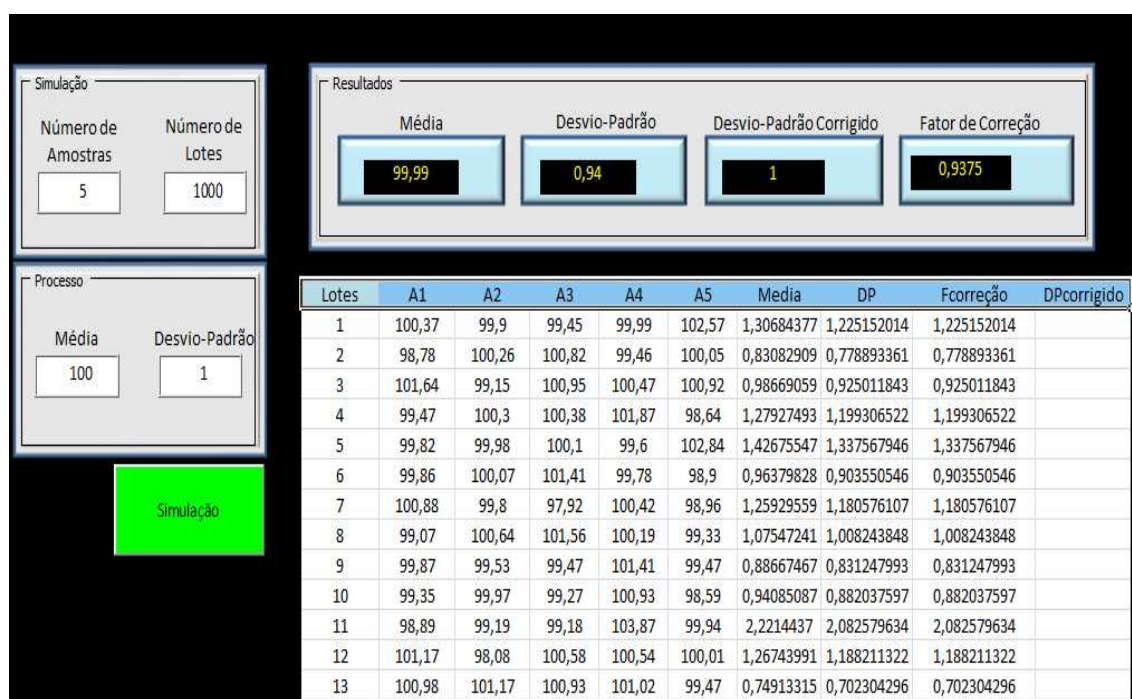 Simulação
Número de Amostras
Número de Lotes
5
1000
Resultados
Média
Desvio-Padrão
Desvio-Padrão Corrigido
Fator de Correção
99,99
0,94
1
0,9375
Processo
Média
Desvio-Padrão
100
1
Simulação
Lotes A1 A2 A3 A4 A5 Media DP Fcorreção DPcorrigido
1 100,37 99,9 99,45 99,99 102,57 1,30684377 1,225152014 1,225152014
2 98,78 100,26 100,82 99,46 100,05 0,83082909 0,778893361 0,778893361
3 101,64 99,15 100,95 100,47 100,92 0,98669059 0,925011843 0,925011843
4 99,47 100,3 100,38 101,87 98,64 1,27927493 1,199306522 1,199306522
5 99,82 99,98 100,1 99,6 102,84 1,42675547 1,337567946 1,337567946
6 99,86 100,07 101,41 99,78 98,9 0,96379828 0,903550546 0,903550546
7 100,88 99,8 97,92 100,42 98,96 1,25929559 1,180576107 1,180576107
8 99,07 100,64 101,56 100,19 99,33 1,07547241 1,008243848 1,008243848
9 99,87 99,53 99,47 101,41 99,47 0,88667467 0,831247993 0,831247993
10 99,35 99,97 99,27 100,93 98,59 0,94085087 0,882037597 0,882037597
11 98,89 99,19 99,18 103,87 99,94 2,2214437 2,082579634 2,082579634
12 101,17 98,08 100,58 100,54 100,01 1,26743991 1,188211322 1,188211322
13 100,98 101,17 100,93 101,02 99,47 0,74913315 0,702304296 0,702304296